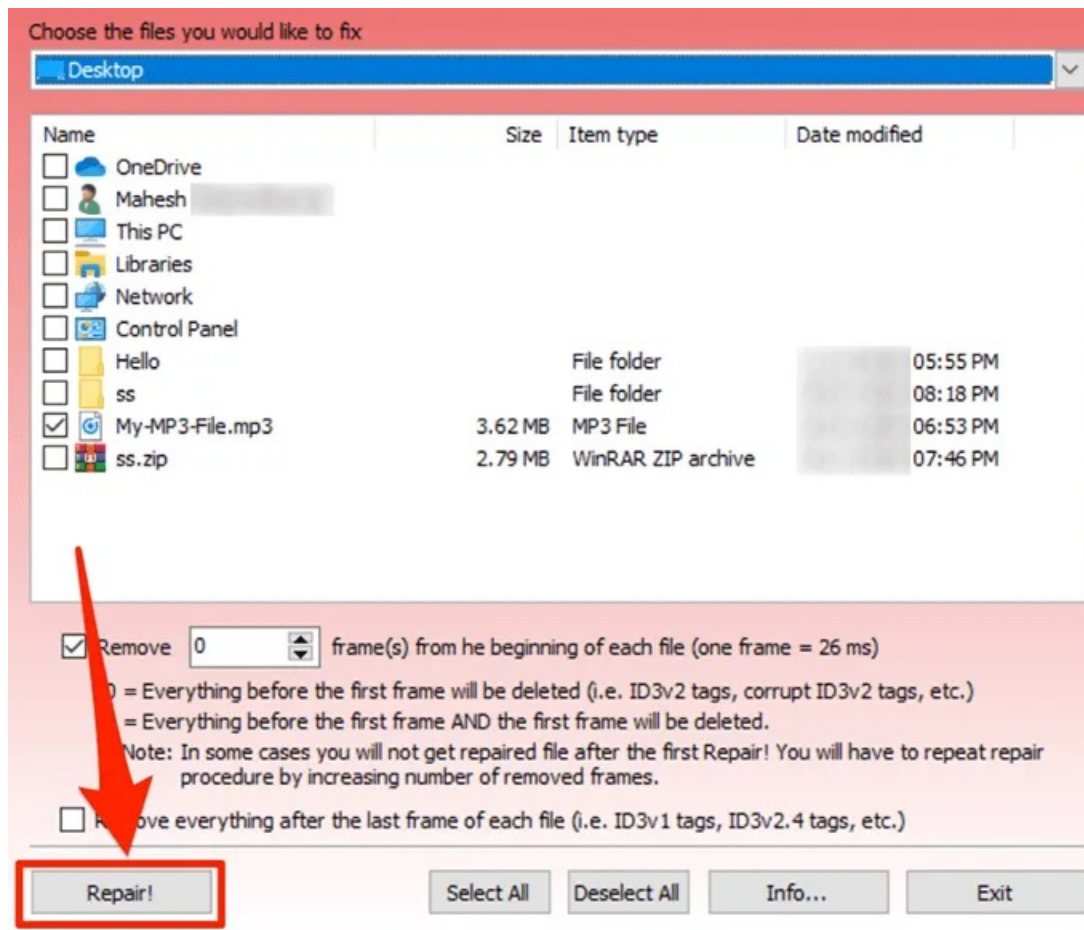 Choose the files you would like to fix
Desktop
Name Size Item type Date modified
OneDrive
Mahesh
This PC
Libraries
Network
Control Panel
Hello File folder 05:55 PM
ss File folder 08:18 PM
My-MP3-File.mp3 3.62 MB MP3 File 06:53 PM
ss.zip 2.79 MB WinRAR ZIP archive 07:46 PM
Remove 0 frame(s) from he beginning of each file (one frame = 26 ms)
0 = Everything before the first frame will be deleted (i.e. ID3v2 tags, corrupt ID3v2 tags, etc.)
= Everything before the first frame AND the first frame will be deleted.
Note: In some cases you will not get repaired file after the first Repair! You will have to repeat repair
procedure by increasing number of removed frames.
Remove everything after the last frame of each file (i.e. ID3v1 tags, ID3v2.4 tags, etc.)
Repair! Select All Deselect All Info... Exit